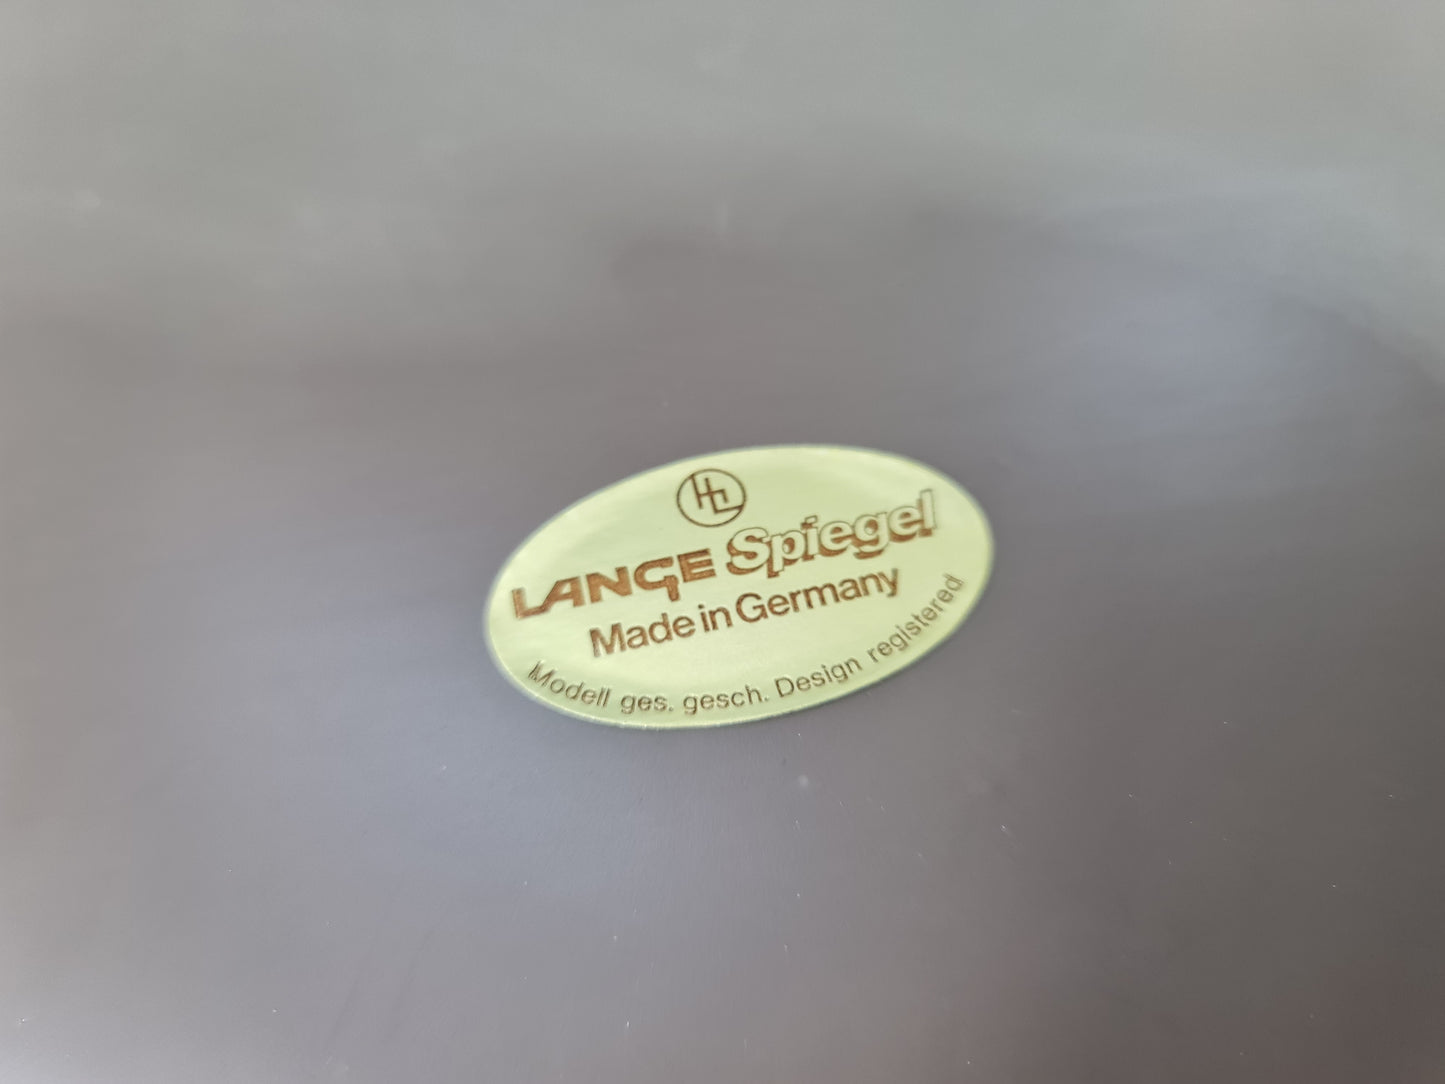 HL
LANGE Spiegel
Made in Germany
Modell ges. gesch. Design registered